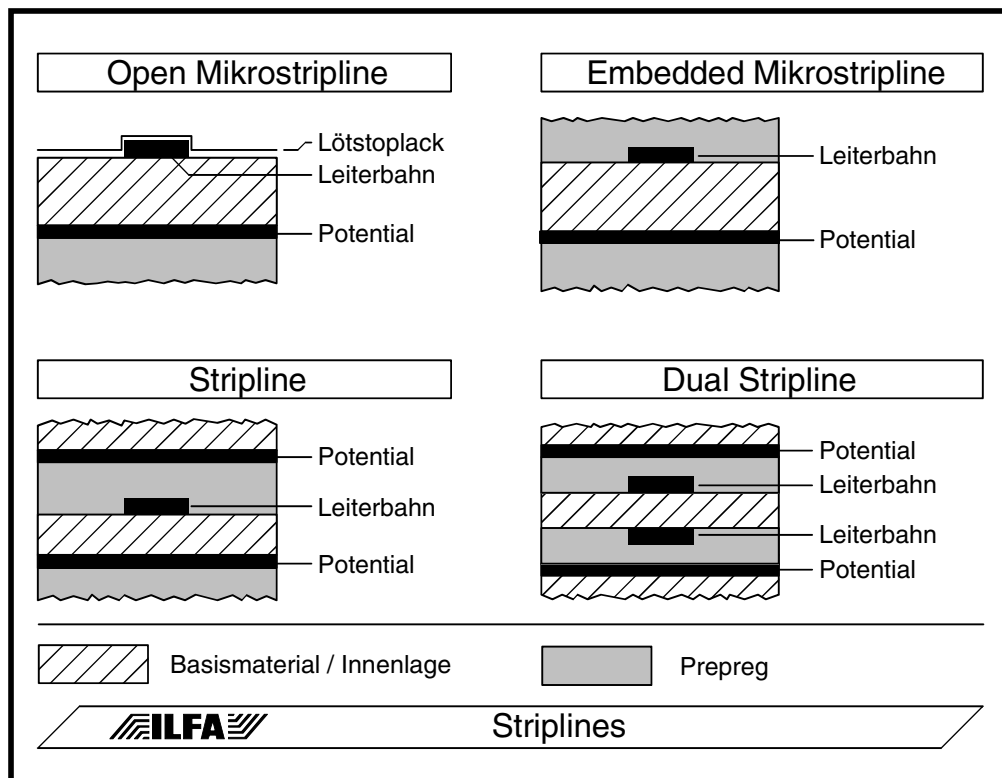 Open Mikrostripline
Lötstoplack
Leiterbahn
Potential
Embedded Mikrostripline
Leiterbahn
Potential
Stripline
Potential
Leiterbahn
Potential
Dual Stripline
Potential
Leiterbahn
Leiterbahn
Potential
Basismaterial / Innenlage
Prepreg
ILFA
Striplines